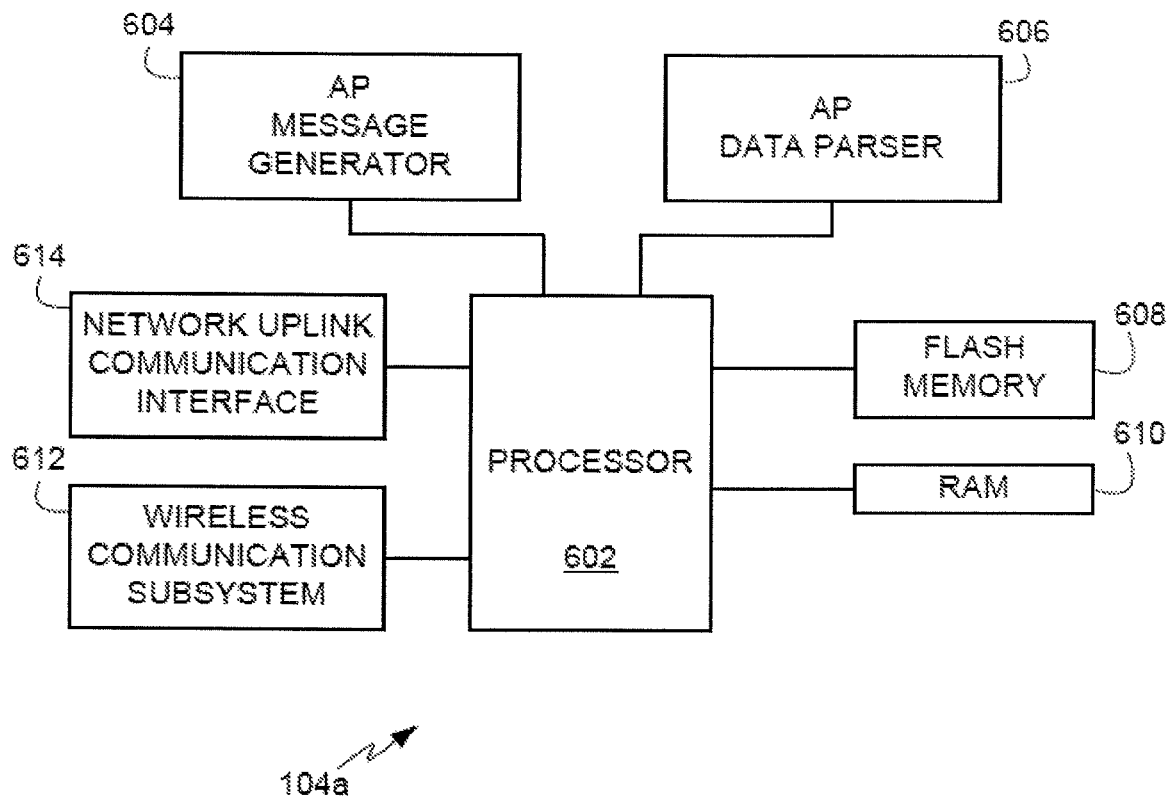 604
AP
MESSAGE
GENERATOR
606
AP
DATA PARSER
614
NETWORK UPLINK
COMMUNICATION
INTERFACE
608
FLASH
MEMORY
612
WIRELESS
COMMUNICATION
SUBSYSTEM
PROCESSOR
602
610
RAM
104a